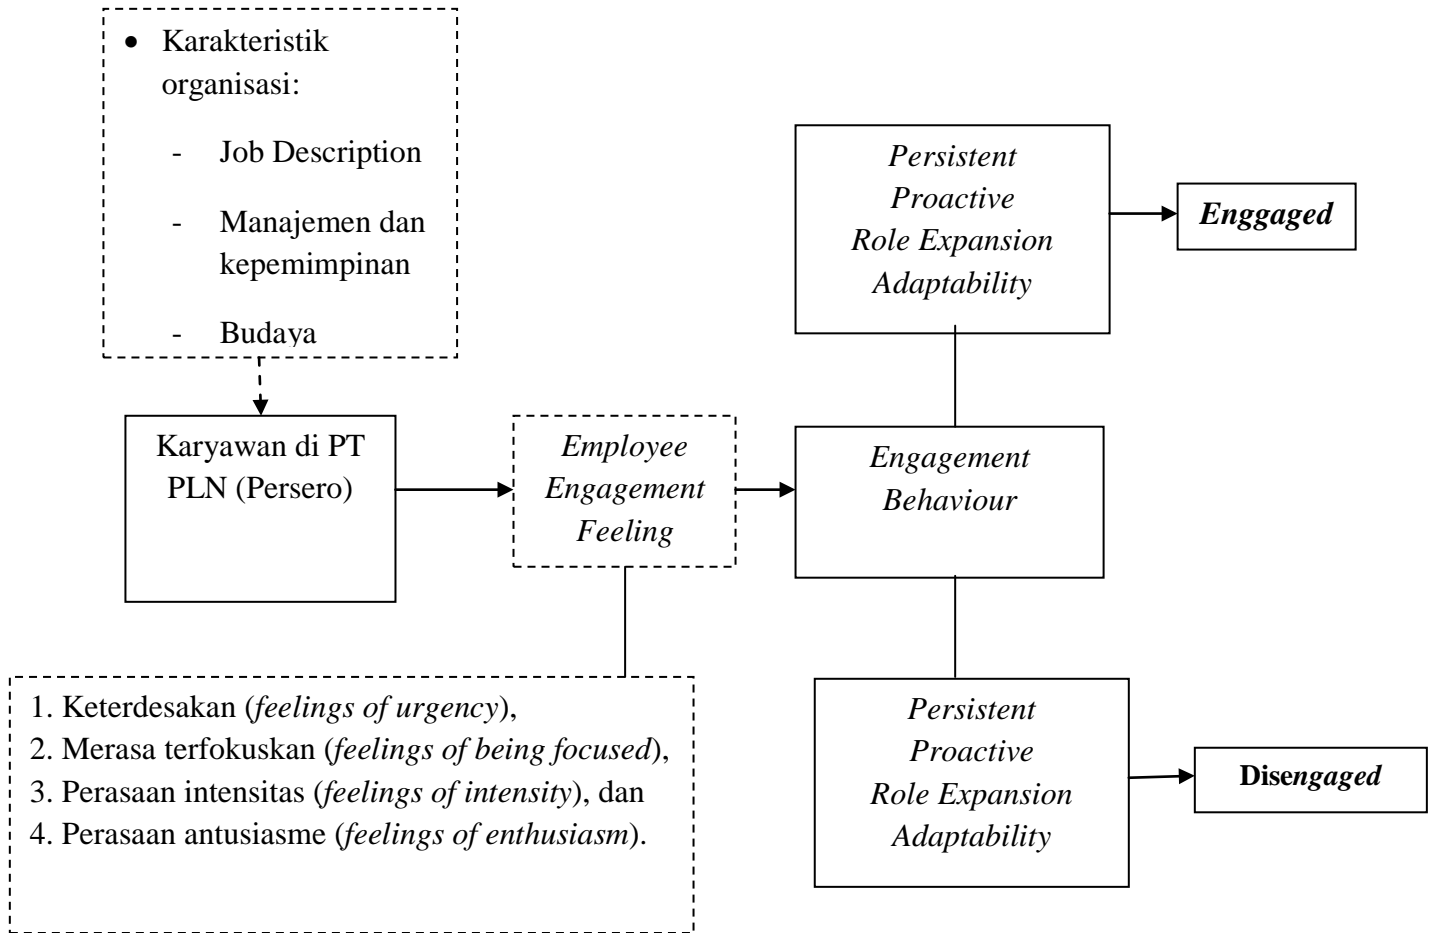 • Karakteristik
organisasi:
- Job Description
- Manajemen dan
kepemimpinan
- Budaya
Persistent
Proactive
Role Expansion
Adaptability
Enggaged
Karyawan di PT
PLN (Persero)
Employee
Engagement
Feeling
Engagement
Behaviour
1. Keterdesakan (feelings of urgency),
2. Merasa terfokuskan (feelings of being focused),
3. Perasaan intensitas (feelings of intensity), dan
4. Perasaan antusiasme (feelings of enthusiasm).
Persistent
Proactive
Role Expansion
Adaptability
Disengaged